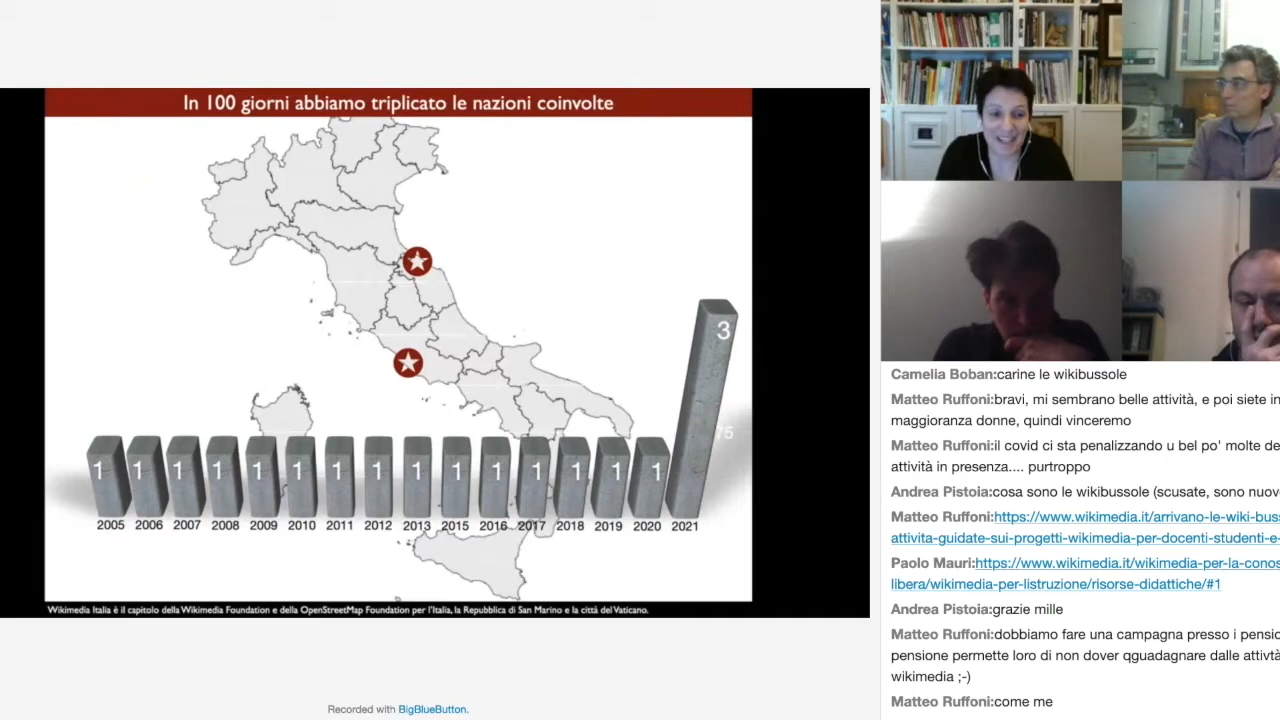 In 100 giorni abbiamo triplicato le nazioni coinvolte
3
75
1 1 1 1 1 1 1 1 1 1 1 1 1 1 1
2005 2006 2007 2008 2009 2010 2011 2012 2013 2015 2016 2017 2018 2019 2020 2021
Wikimedia Italia è il capitolo della Wikimedia Foundation e della OpenStreetMap Foundation per l'Italia, la Repubblica di San Marino e la città del Vaticano.
Recorded with BigBlueButton.
Camelia Boban:carine le wikibussole
Matteo Ruffoni:bravi, mi sembrano belle attività, e poi siete in
maggioranza donne, quindi vinceremo
Matteo Ruffoni:il covid ci sta penalizzando u bel po' molte de
attività in presenza.... purtroppo
Andrea Pistoia:cosa sono le wikibussole (scusate, sono nuov
Matteo Ruffoni:https://www.wikimedia.it/arrivano-le-wiki-bus
attivita-guidate-sui-progetti-wikimedia-per-docenti-studenti-e-
Paolo Mauri:https://www.wikimedia.it/wikimedia-per-la-conos
libera/wikimedia-per-listruzione/risorse-didattiche/#1
Andrea Pistoia:grazie mille
Matteo Ruffoni:dobbiamo fare una campagna presso i pensio
pensione permette loro di non dover qguadagnare dalle attivtà
wikimedia ;-)
Matteo Ruffoni:come me